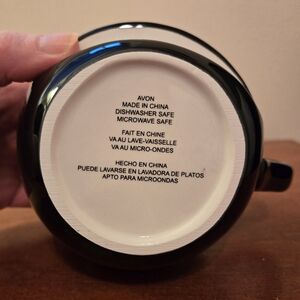 AVON
MADE IN CHINA
DISHWASHER SAFE
MICROWAVE SAFE
FAIT EN CHINE
VA AU LAVE-VAISSELLE
VA AU MICRO-ONDES
HECHO EN CHINA
PUEDE LAVARSE EN LAVADORA DE PLATOS
APTO PARA MICROONDAS